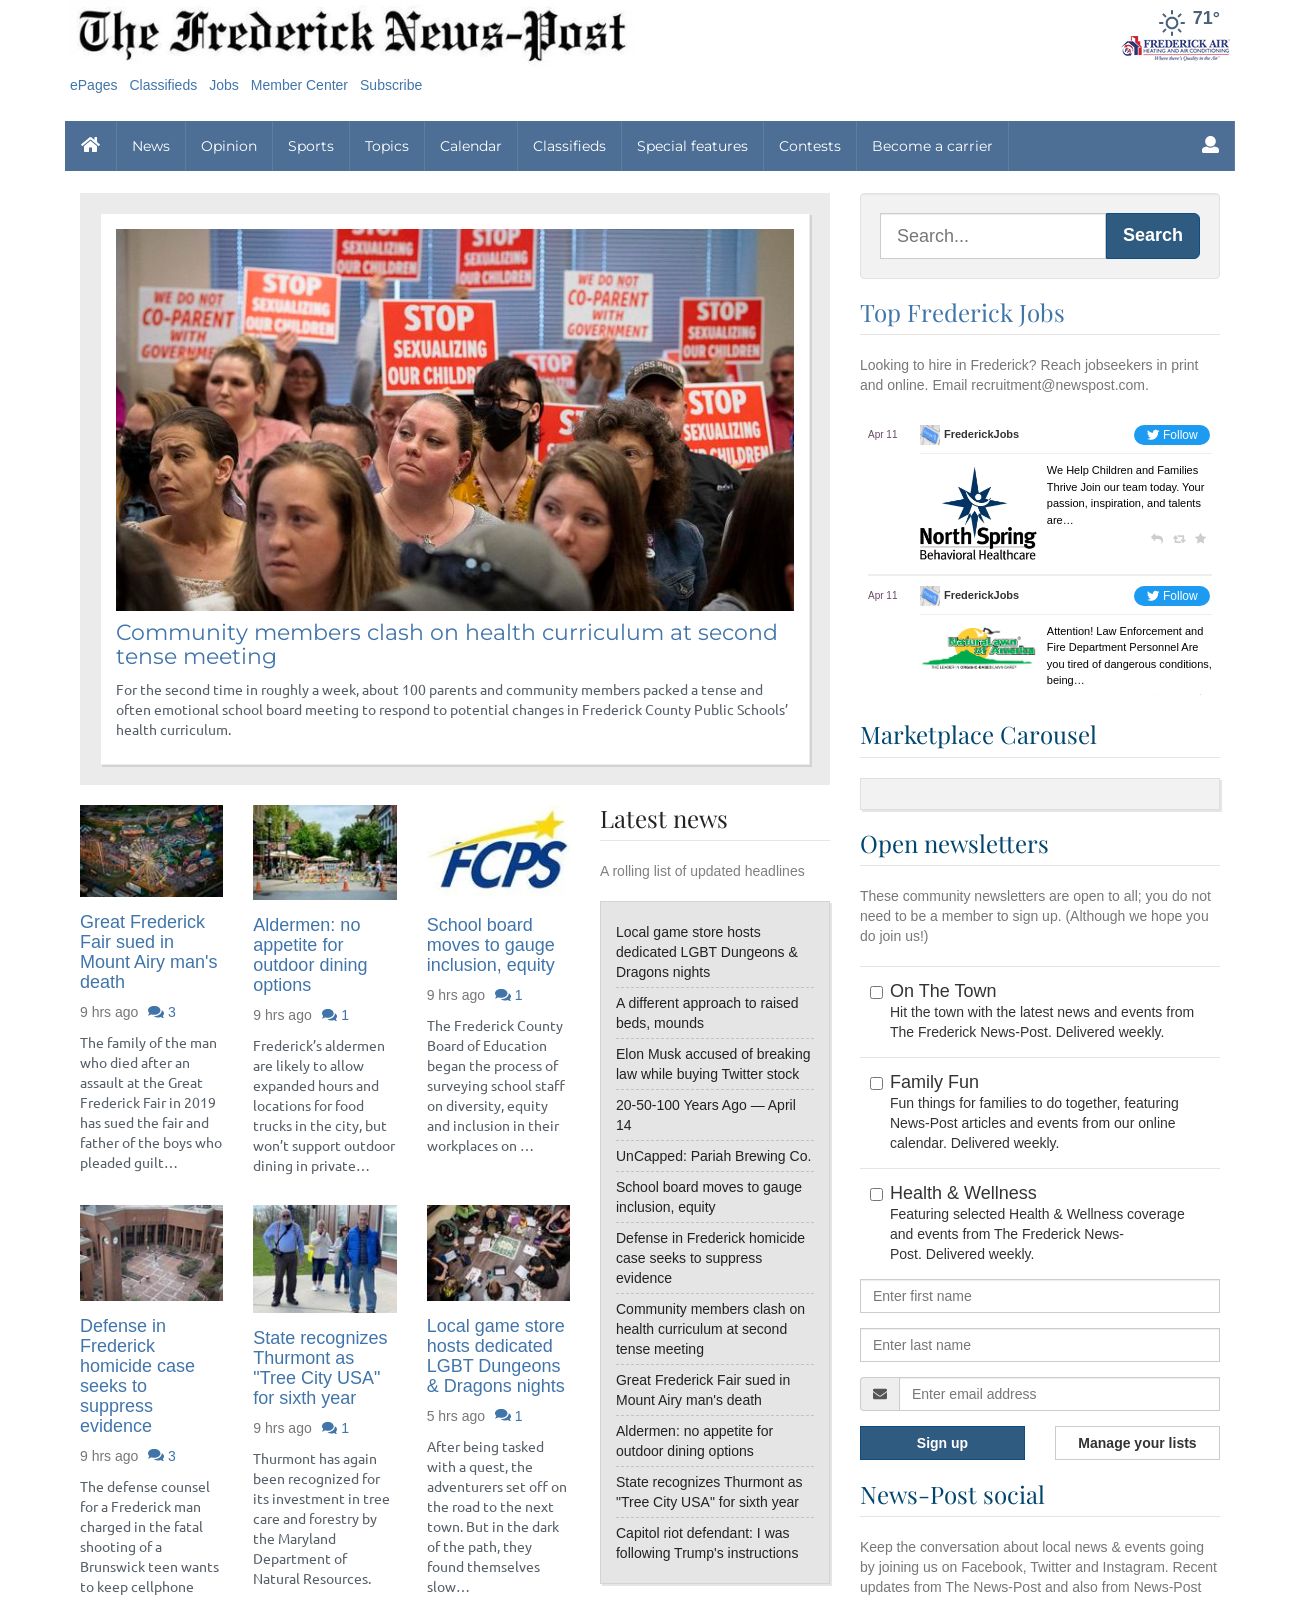 The Frederick News-Post
71°
FREDERICK AIR
HEATING AND AIR CONDITIONING
Where there's Quality in the Air
ePages Classifieds Jobs Member Center Subscribe
News Opinion Sports Topics Calendar Classifieds Special features Contests Become a carrier
STOP SEXUALIZING OUR CHILDREN
WE DO NOT CO-PARENT WITH GOVERNMENT
STOP
SEXUALIZING
OUR CHILDREN
Community members clash on health curriculum at second
tense meeting
For the second time in roughly a week, about 100 parents and community members packed a tense and
often emotional school board meeting to respond to potential changes in Frederick County Public Schools’
health curriculum.
Great Frederick
Fair sued in
Mount Airy man's
death
9 hrs ago 3
The family of the man
who died after an
assault at the Great
Frederick Fair in 2019
has sued the fair and
father of the boys who
pleaded guilt…
Aldermen: no
appetite for
outdoor dining
options
9 hrs ago 1
Frederick’s aldermen
are likely to allow
expanded hours and
locations for food
trucks in the city, but
won’t support outdoor
dining in private…
FCPS
School board
moves to gauge
inclusion, equity
9 hrs ago 1
The Frederick County
Board of Education
began the process of
surveying school staff
on diversity, equity
and inclusion in their
workplaces on …
Defense in
Frederick
homicide case
seeks to
suppress
evidence
9 hrs ago 3
The defense counsel
for a Frederick man
charged in the fatal
shooting of a
Brunswick teen wants
to keep cellphone
State recognizes
Thurmont as
"Tree City USA"
for sixth year
9 hrs ago 1
Thurmont has again
been recognized for
its investment in tree
care and forestry by
the Maryland
Department of
Natural Resources.
Local game store
hosts dedicated
LGBT Dungeons
& Dragons nights
5 hrs ago 1
After being tasked
with a quest, the
adventurers set off on
the road to the next
town. But in the dark
of the path, they
found themselves
slow…
Latest news
A rolling list of updated headlines
Local game store hosts
dedicated LGBT Dungeons &
Dragons nights
A different approach to raised
beds, mounds
Elon Musk accused of breaking
law while buying Twitter stock
20-50-100 Years Ago — April
14
UnCapped: Pariah Brewing Co.
School board moves to gauge
inclusion, equity
Defense in Frederick homicide
case seeks to suppress
evidence
Community members clash on
health curriculum at second
tense meeting
Great Frederick Fair sued in
Mount Airy man's death
Aldermen: no appetite for
outdoor dining options
State recognizes Thurmont as
"Tree City USA" for sixth year
Capitol riot defendant: I was
following Trump's instructions
Search...
Search
Top Frederick Jobs
Looking to hire in Frederick? Reach jobseekers in print
and online. Email recruitment@newspost.com.
Apr 11 FrederickJobs Follow
We Help Children and Families
Thrive Join our team today. Your
passion, inspiration, and talents
are…
North Spring
Behavioral Healthcare
Apr 11 FrederickJobs Follow
NatureLawn
of America
Attention! Law Enforcement and
Fire Department Personnel Are
you tired of dangerous conditions,
being…
Marketplace Carousel
Open newsletters
These community newsletters are open to all; you do not
need to be a member to sign up. (Although we hope you
do join us!)
On The Town
Hit the town with the latest news and events from
The Frederick News-Post. Delivered weekly.
Family Fun
Fun things for families to do together, featuring
News-Post articles and events from our online
calendar. Delivered weekly.
Health & Wellness
Featuring selected Health & Wellness coverage
and events from The Frederick News-
Post. Delivered weekly.
Enter first name
Enter last name
Enter email address
Sign up
Manage your lists
News-Post social
Keep the conversation about local news & events going
by joining us on Facebook, Twitter and Instagram. Recent
updates from The News-Post and also from News-Post